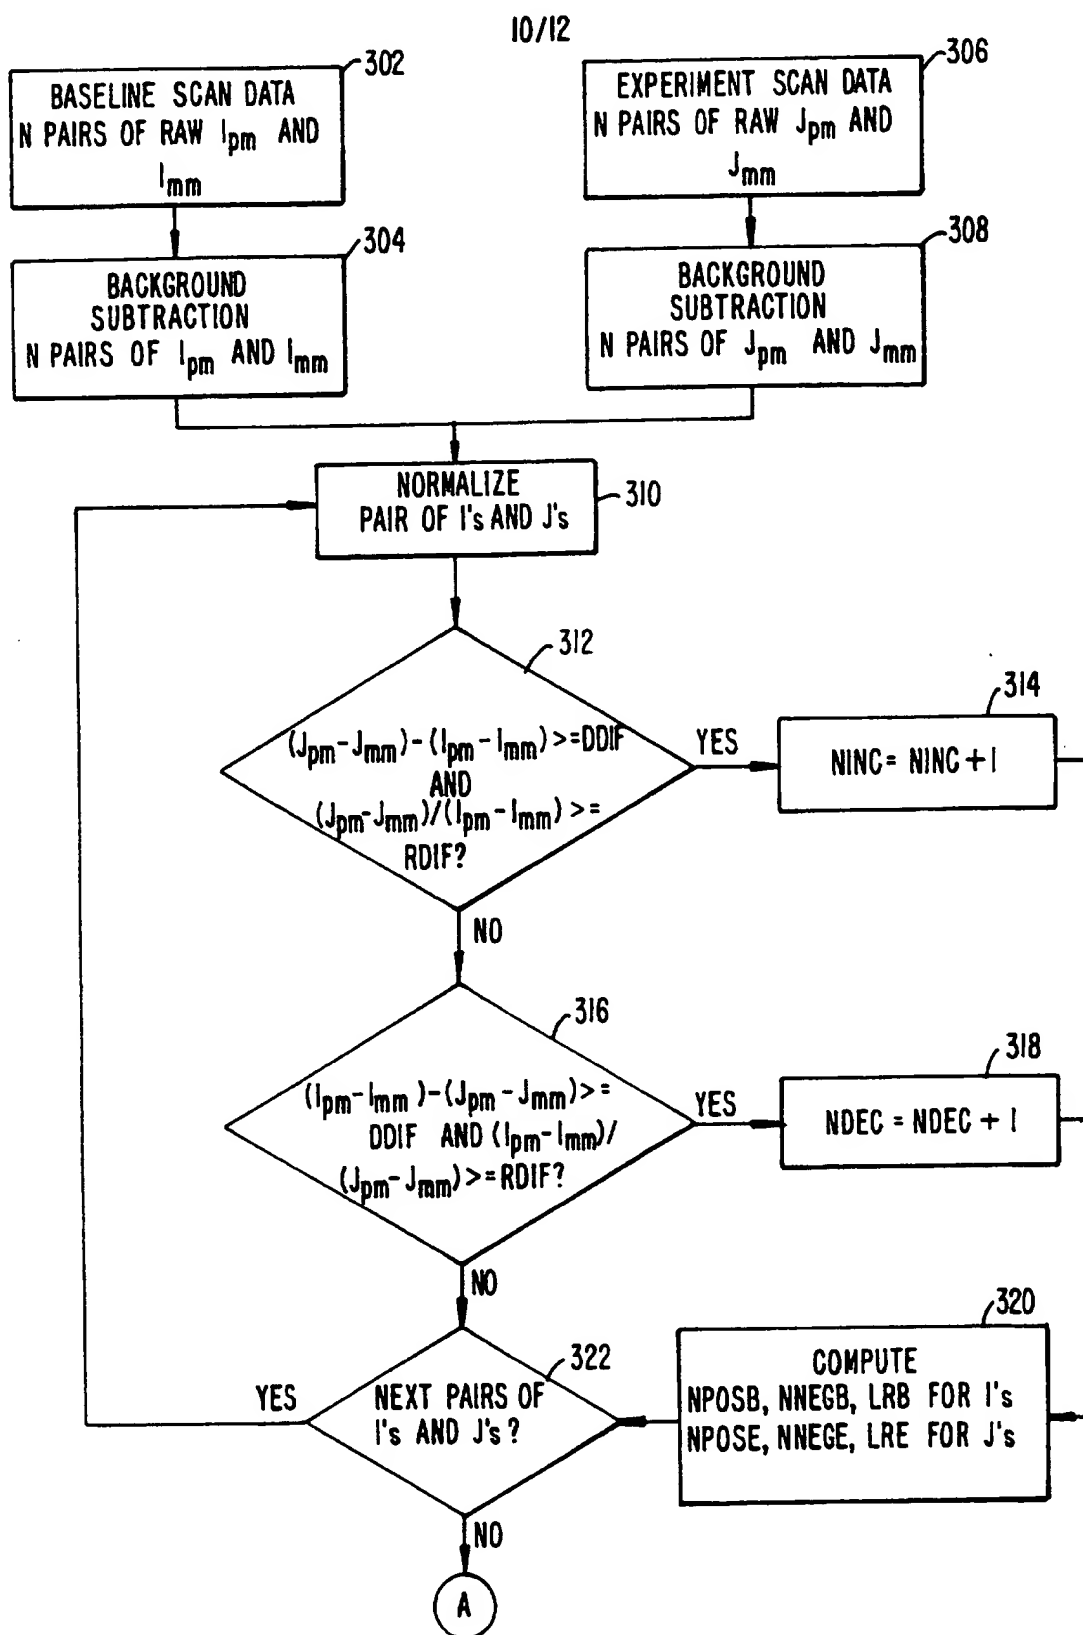 10/12
302
BASELINE SCAN DATA
N PAIRS OF RAW Ipm AND
Imm
306
EXPERIMENT SCAN DATA
N PAIRS OF RAW Jpm AND
Jmm
304
BACKGROUND
SUBTRACTION
N PAIRS OF Ipm AND Imm
308
BACKGROUND
SUBTRACTION
N PAIRS OF Jpm AND Jmm
NORMALIZE
PAIR OF I's AND J's
310
312
(Jpm-Jmm)-(Ipm-Imm)>=DDIF
AND
(Jpm-Jmm)/(Ipm-Imm)>=
RDIF?
YES
314
NINC= NINC+1
NO
316
(Ipm-Imm)-(Jpm-Jmm)>=
DDIF AND (Ipm-Imm)/
(Jpm-Jmm)>=RDIF?
YES
318
NDEC = NDEC + 1
NO
322
NEXT PAIRS OF
I's AND J's?
YES
320
COMPUTE
NPOSB, NNEGB, LRB FOR I's
NPOSE, NNEGE, LRE FOR J's
NO
A